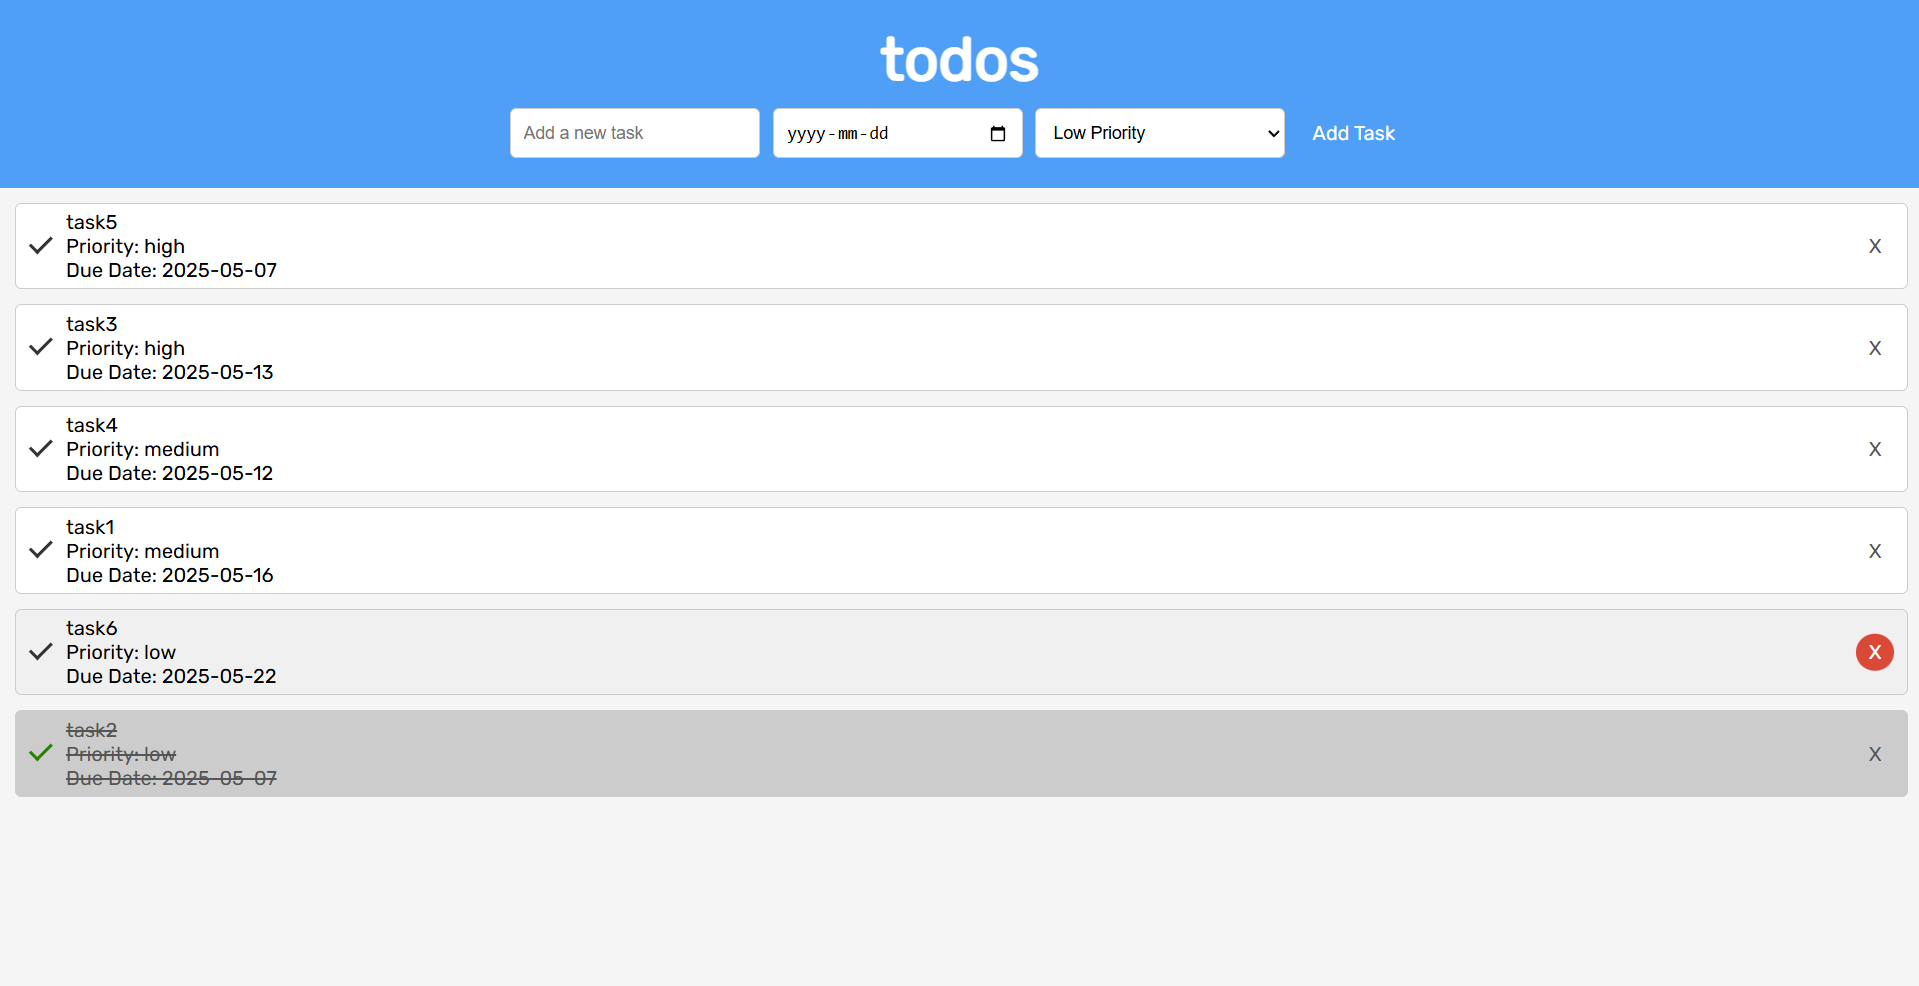 todos
Add a new task
yyyy-mm-dd
Low Priority
Add Task
task5
Priority: high
Due Date: 2025-05-07
X
task3
Priority: high
Due Date: 2025-05-13
X
task4
Priority: medium
Due Date: 2025-05-12
X
task1
Priority: medium
Due Date: 2025-05-16
X
task6
Priority: low
Due Date: 2025-05-22
X
task2
Priority: low
Due Date: 2025-05-07
X